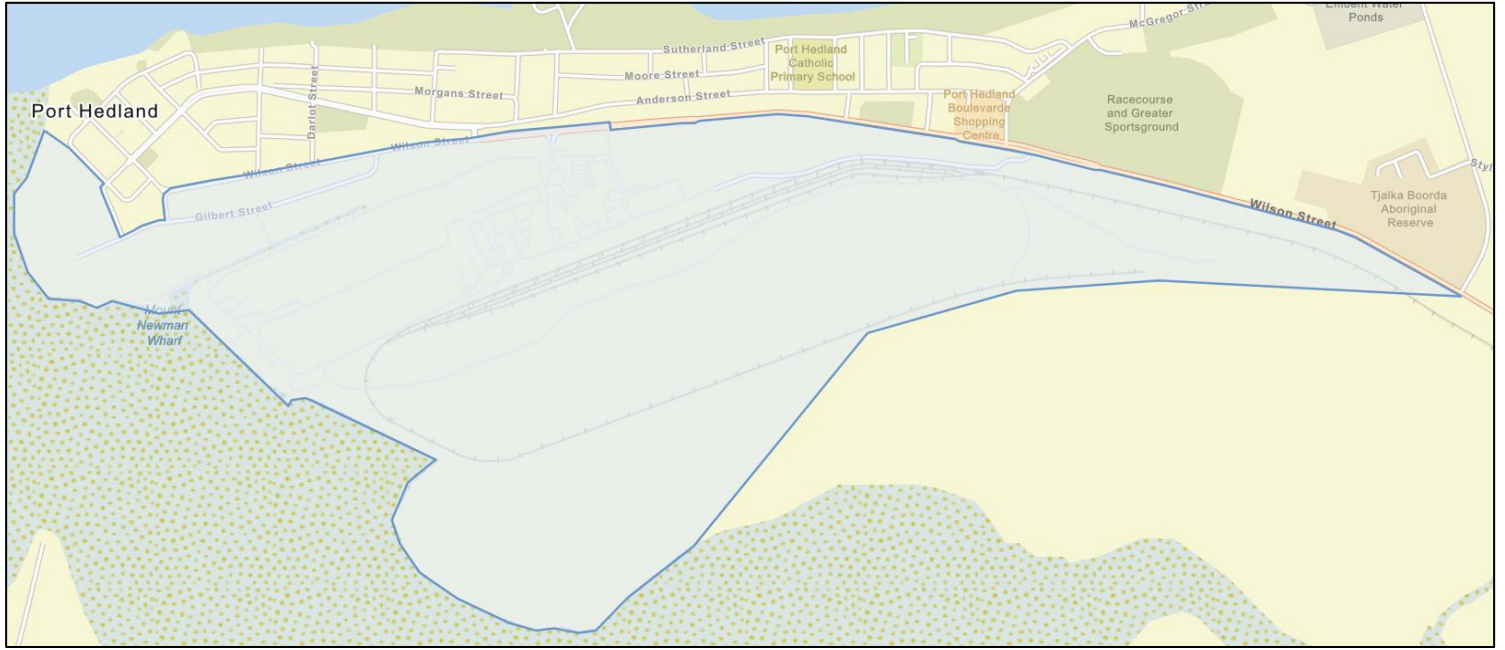 Effluent Water
Ponds
McGregor Str
Sutherland Street
Port Hedland
Catholic
Primary School
Moore Street
Morgans Street
Anderson Street
Port Hedland
Darlot Street
Port Hedland
Boulevarde
Shopping
Centre
Racecourse
and Greater
Sportsground
Wilson Street
Wilson Street
Styl
Tjalka Boorda
Aboriginal
Reserve
Wilson Street
Gilbert Street
Mount
Newman
Wharf